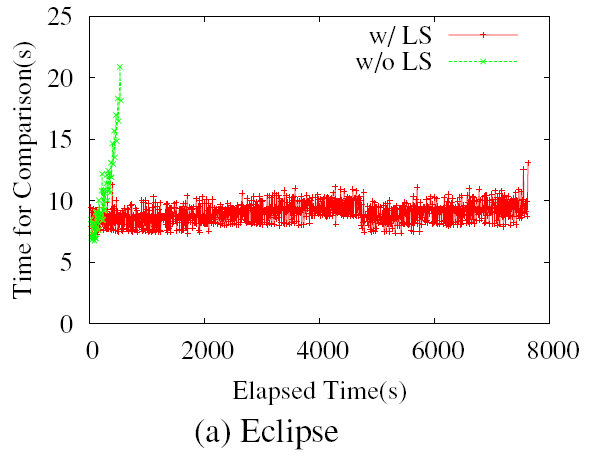 25
20
15
10
5
0
Time for Comparison(s)
w/ LS
w/o LS
0 2000 4000 6000 8000
Elapsed Time(s)
(a) Eclipse